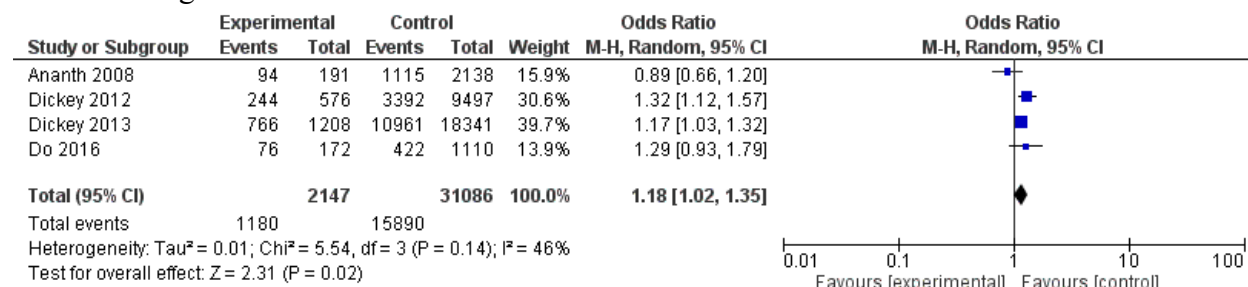 Experimental Control Odds Ratio Odds Ratio
Study or Subgroup Events Total Events Total Weight M-H, Random, 95% CI M-H, Random, 95% CI
Ananth 2008 94 191 1115 2138 15.9% 0.89 [0.66, 1.20]
Dickey 2012 244 576 3392 9497 30.6% 1.32 [1.12, 1.57]
Dickey 2013 766 1208 10961 18341 39.7% 1.17 [1.03, 1.32]
Do 2016 76 172 422 1110 13.9% 1.29 [0.93, 1.79]
Total (95% CI) 2147 31086 100.0% 1.18 [1.02, 1.35]
Total events 1180 15890
Heterogeneity: Tau² = 0.01; Chi² = 5.54, df = 3 (P = 0.14); I² = 46%
Test for overall effect: Z = 2.31 (P = 0.02)
0.01 0.1 1 10 100
Favours [experimental] Favours [control]